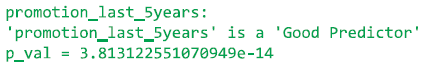 promotion_last_5years:
'promotion_last_5years' is a 'Good Predictor'
p_val = 3.813122551070949e-14